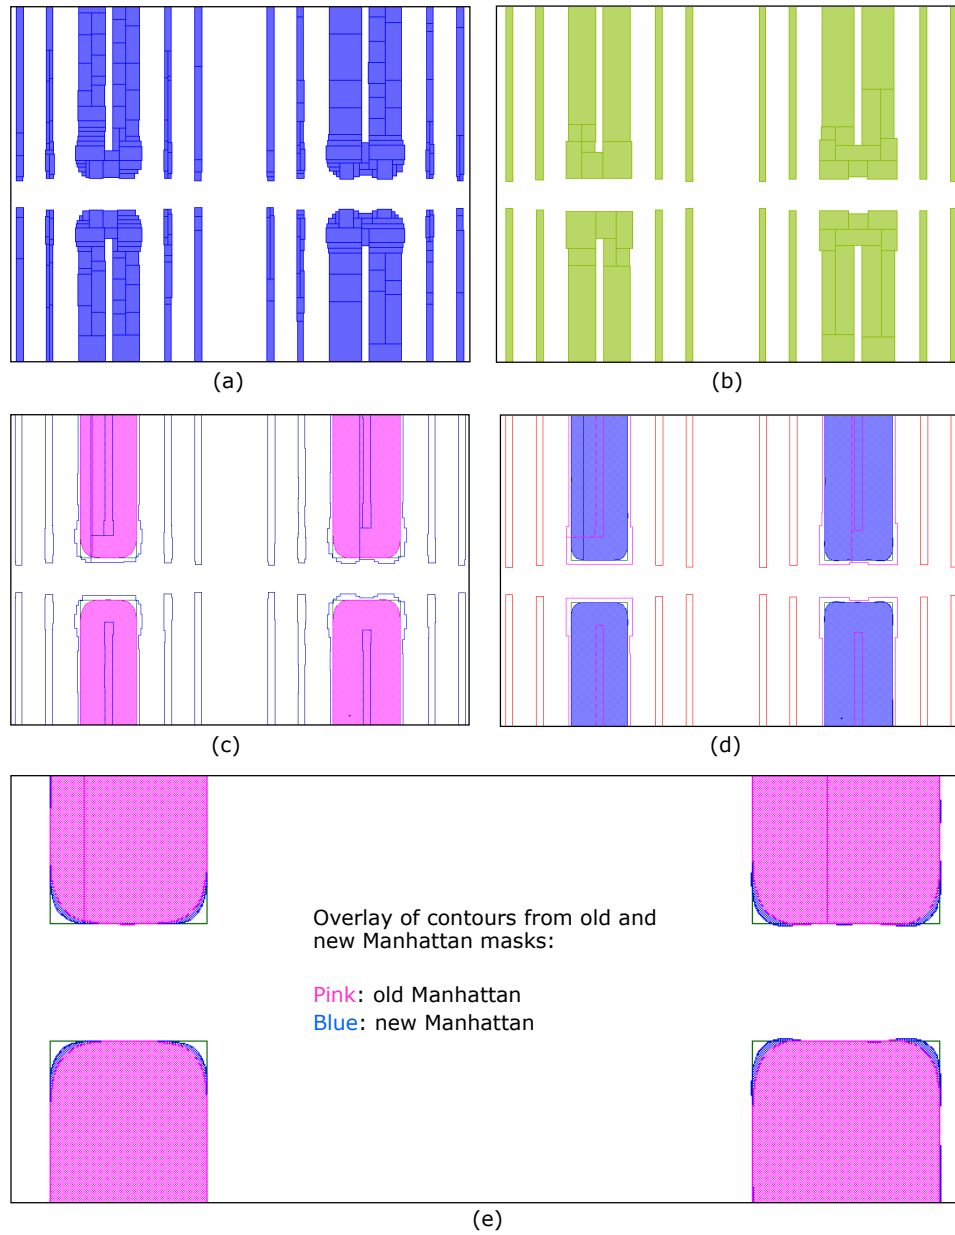 (a)
(b)
(c)
(d)
Overlay of contours from old and
new Manhattan masks:
Pink: old Manhattan
Blue: new Manhattan
(e)